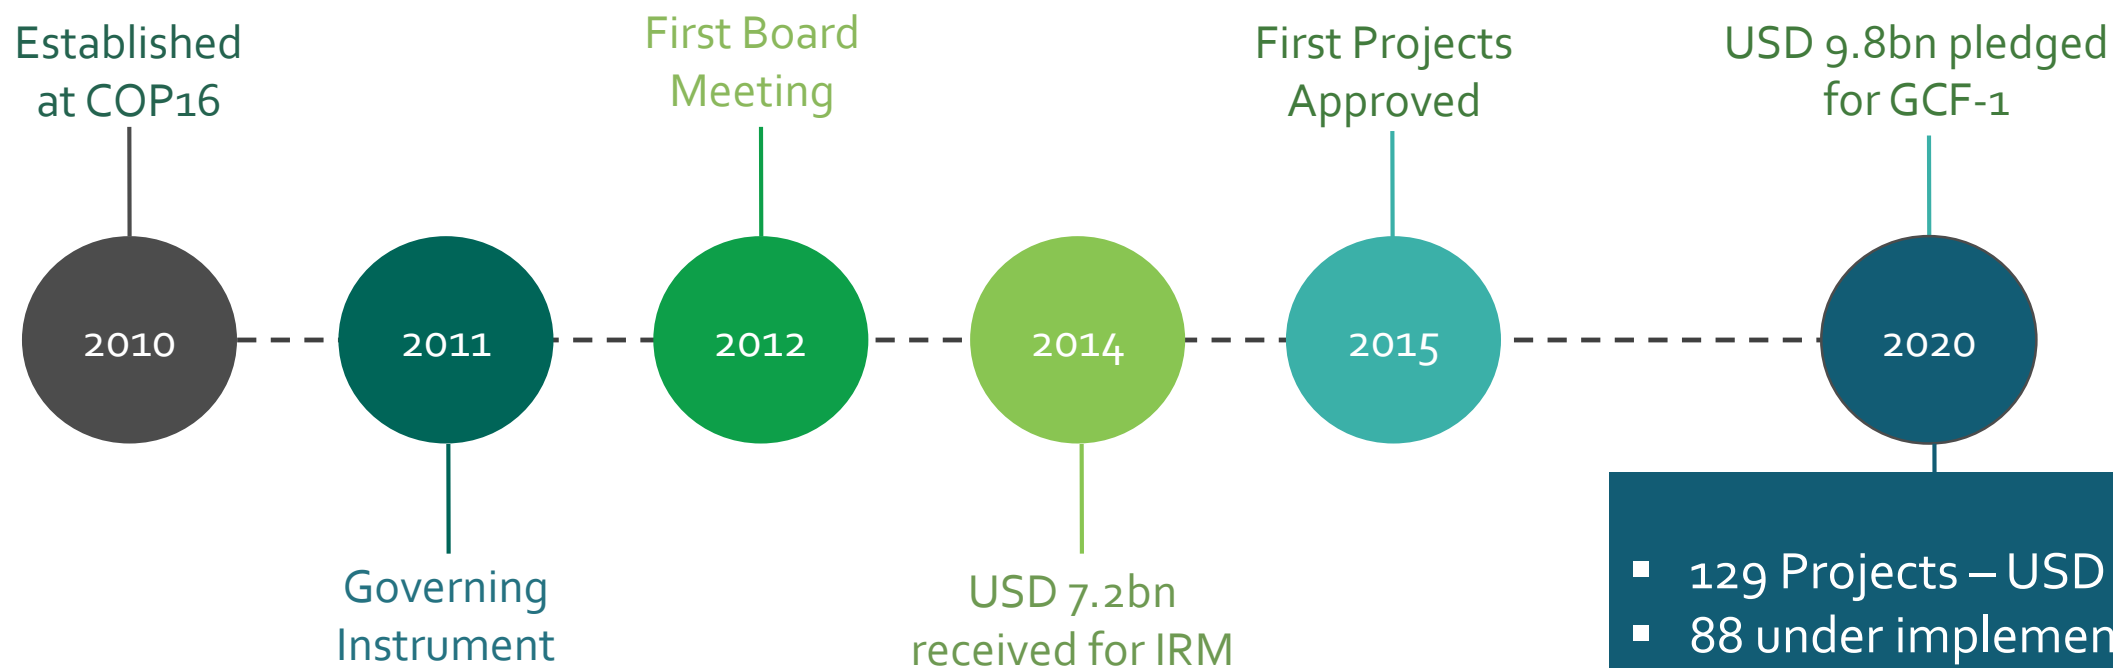 Established
at COP16
First Board
Meeting
First Projects
Approved
USD 9.8bn pledged
for GCF-1
2010
2011
2012
2014
2015
2020
Governing
Instrument
USD 7.2bn
received for IRM
▪ 129 Projects – USD
▪ 88 under implemen